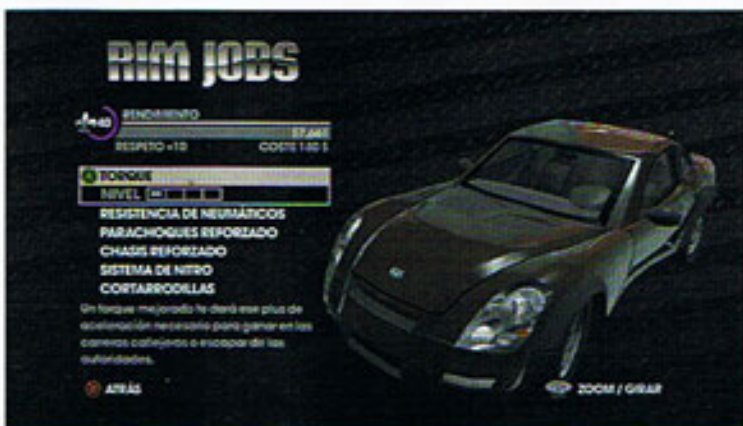 RIM JOBS
RENDIMIENTO
RESPETO +10 COSTE 180 $
TORQUE
NIVEL
RESISTENCIA DE NEUMÁTICOS
PARACHOQUES REFORZADO
CHASIS REFORZADO
SISTEMA DE NITRO
CORTARRODILLAS
Un torque mejorado te dará ese plus de
aceleración necesario para ganar en las
carreras callejeras o escapar de las
autoridades.
ATRÁS
ZOOM / GIRAR